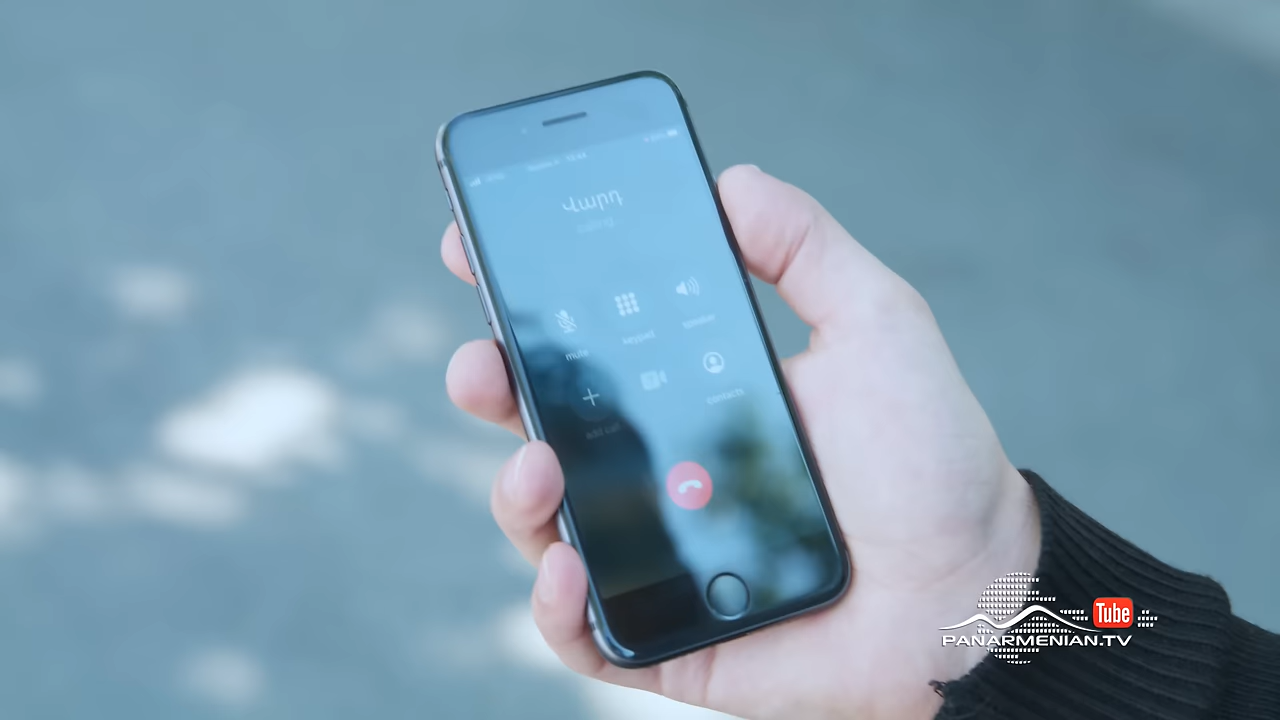 Վարդ
calling
mute
keypad
speaker
add call
contacts
Tube
PANARMENIAN.TV